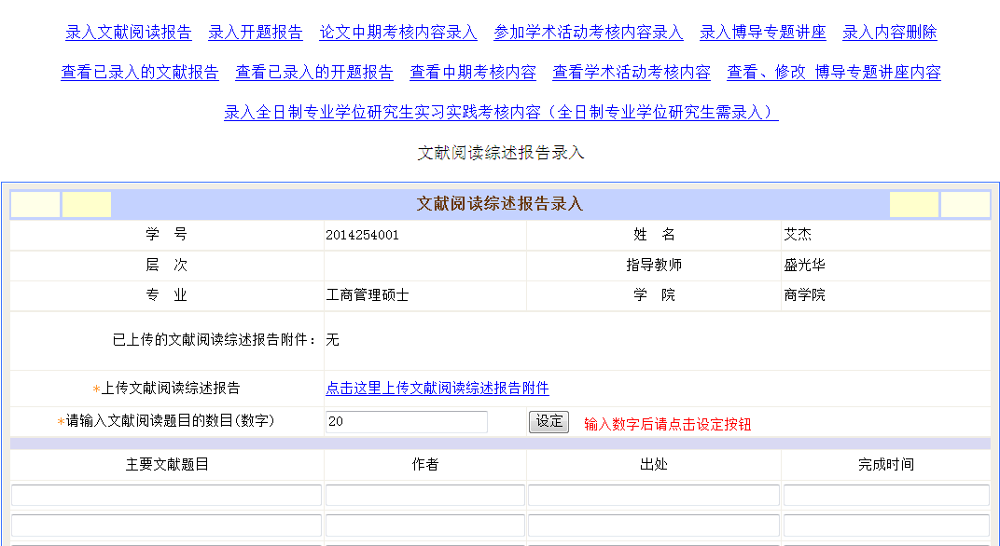 录入文献阅读报告 录入开题报告 论文中期考核内容录入 参加学术活动考核内容录入 录入博导专题讲座 录入内容删除
查看已录入的文献报告 查看已录入的开题报告 查看中期考核内容 查看学术活动考核内容 查看、修改 博导专题讲座内容
录入全日制专业学位研究生实习实践考核内容（全日制专业学位研究生需录入）
文献阅读综述报告录入
文献阅读综述报告录入
学 号 2014254001 姓 名 艾杰
层 次 指导教师 盛光华
专 业 工商管理硕士 学 院 商学院
已上传的文献阅读综述报告附件： 无
*上传文献阅读综述报告 点击这里上传文献阅读综述报告附件
*请输入文献阅读题目的数目(数字) 20 设定 输入数字后请点击设定按钮
主要文献题目 作者 出处 完成时间